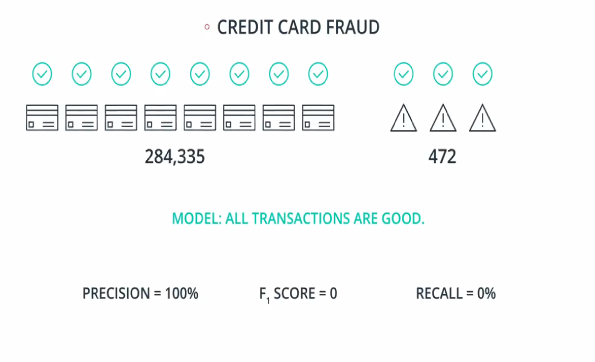 CREDIT CARD FRAUD
284,335 472
MODEL: ALL TRANSACTIONS ARE GOOD.
PRECISION = 100% F₁ SCORE = 0 RECALL = 0%